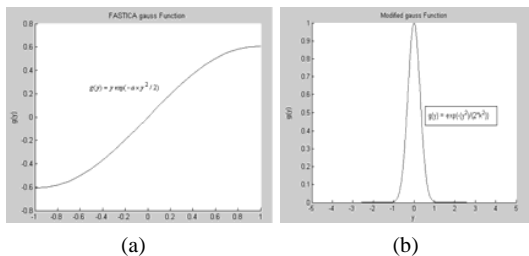 FASTICA gauss Function
0.8
0.6
0.4
0.2
0
-0.2
-0.4
-0.6
-0.8
g(y)
g(y) = y exp(-a*y^2/2)
-1 -0.8 -0.6 -0.4 -0.2 0 0.2 0.4 0.6 0.8 1
(a)
Modified gauss Function
1
0.9
0.8
0.7
0.6
0.5
0.4
0.3
0.2
0.1
0
g(y)
g(y) = exp(-(y^2)/(2*k^2))
-5 -4 -3 -2 -1 0 1 2 3 4 5
y
(b)